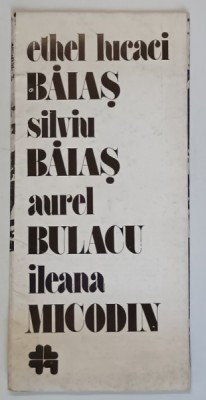 ethel lucaci
BĂIAȘ
silviu
BĂIAȘ
aurel
BULACU
ileana
MICODIN